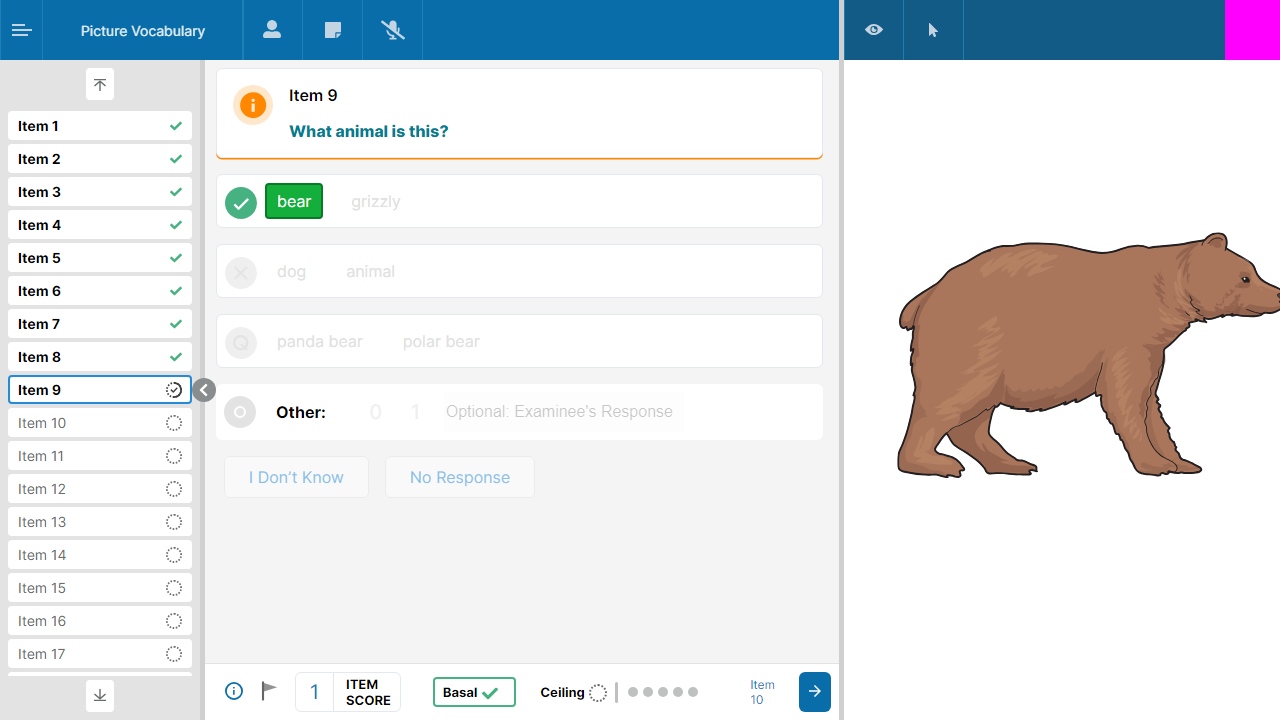 Picture Vocabulary
Item 1
Item 2
Item 3
Item 4
Item 5
Item 6
Item 7
Item 8
Item 9
Item 10
Item 11
Item 12
Item 13
Item 14
Item 15
Item 16
Item 17
Item 9
What animal is this?
bear grizzly
dog animal
Q panda bear polar bear
O Other: 0 1 Optional: Examinee's Response
I Don’t Know No Response
1 ITEM SCORE
Basal
Ceiling
Item 10